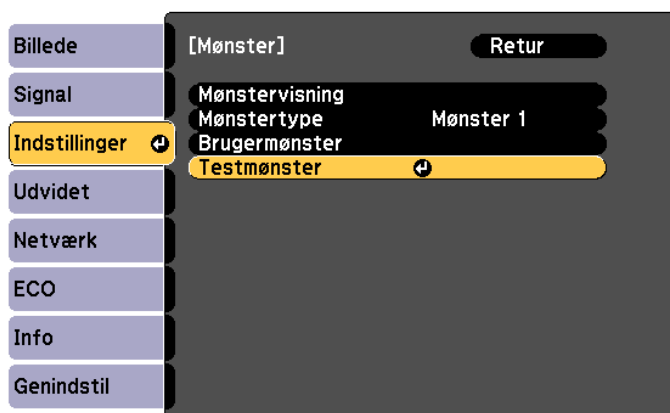 Billede
Signal
Indstillinger
Udvidet
Netværk
ECO
Info
Genindstil
[Mønster] Retur
Mønstervisning
Mønstertype Mønster 1
Brugermønster
Testmønster